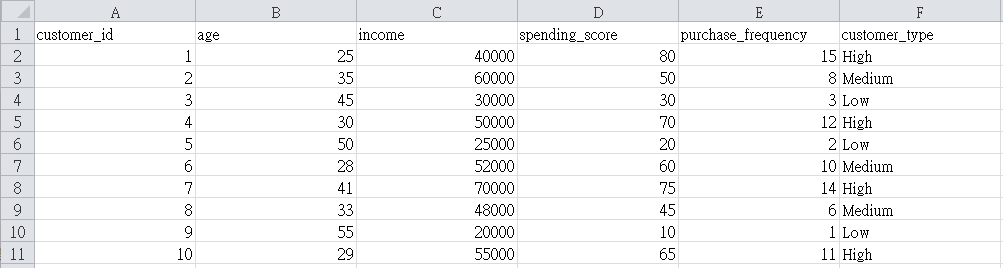 A B C D E F
1 customer_id age income spending_score purchase_frequency customer_type
2 1 25 40000 80 15 High
3 2 35 60000 50 8 Medium
4 3 45 30000 30 3 Low
5 4 30 50000 70 12 High
6 5 50 25000 20 2 Low
7 6 28 52000 60 10 Medium
8 7 41 70000 75 14 High
9 8 33 48000 45 6 Medium
10 9 55 20000 10 1 Low
11 10 29 55000 65 11 High